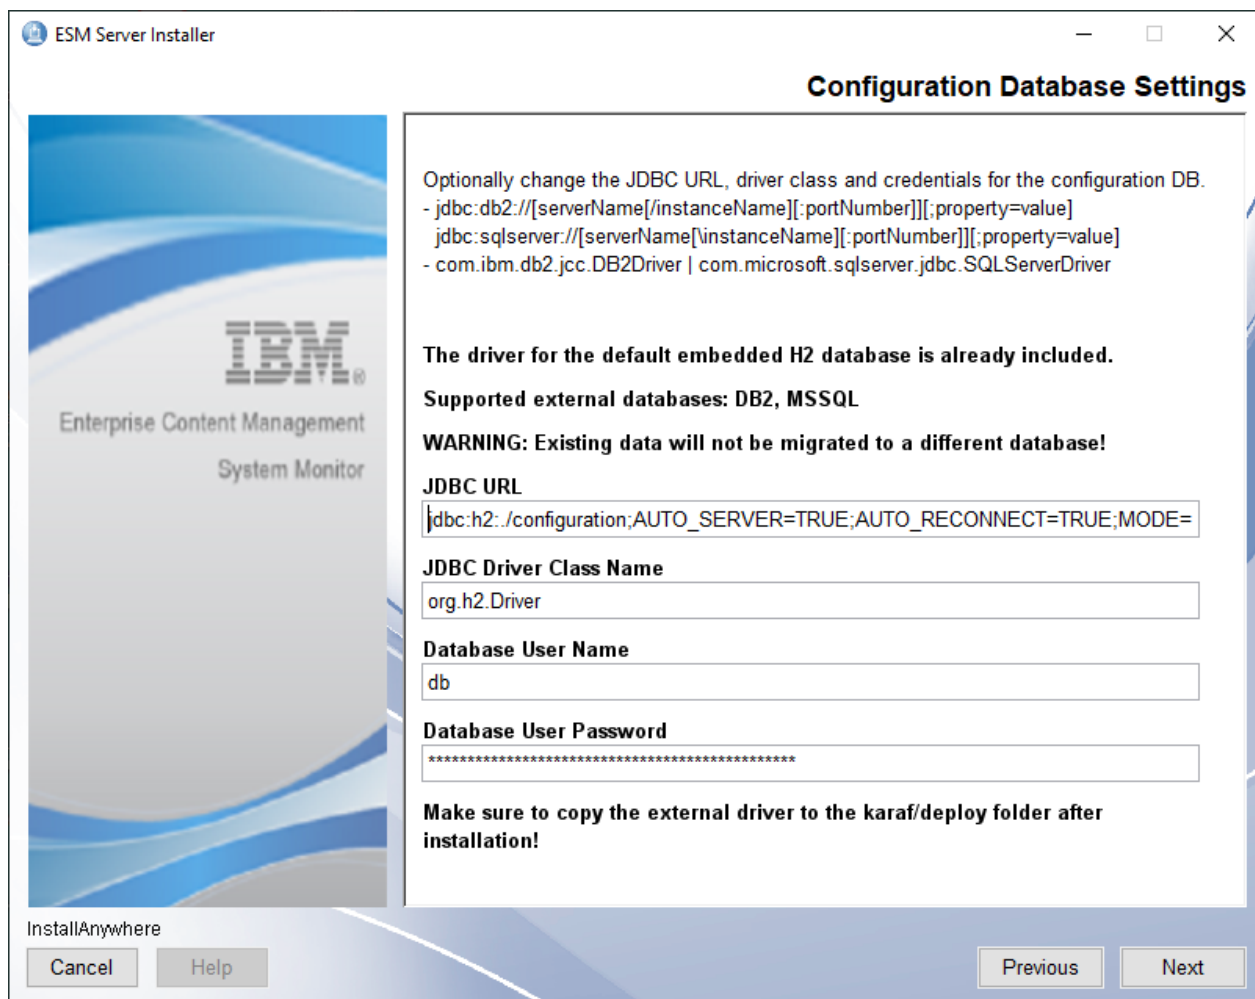 ESM Server Installer
Configuration Database Settings
IBM®
Enterprise Content Management
System Monitor
Optionally change the JDBC URL, driver class and credentials for the configuration DB.
- jdbc:db2://[serverName[/instanceName][:portNumber]][;property=value]
jdbc:sqlserver://[serverName[\instanceName][:portNumber]][;property=value]
- com.ibm.db2.jcc.DB2Driver | com.microsoft.sqlserver.jdbc.SQLServerDriver
The driver for the default embedded H2 database is already included.
Supported external databases: DB2, MSSQL
WARNING: Existing data will not be migrated to a different database!
JDBC URL
jdbc:h2:./configuration;AUTO_SERVER=TRUE;AUTO_RECONNECT=TRUE;MODE=
JDBC Driver Class Name
org.h2.Driver
Database User Name
db
Database User Password
***********************************************
Make sure to copy the external driver to the karaf/deploy folder after
installation!
InstallAnywhere
Cancel
Help
Previous
Next